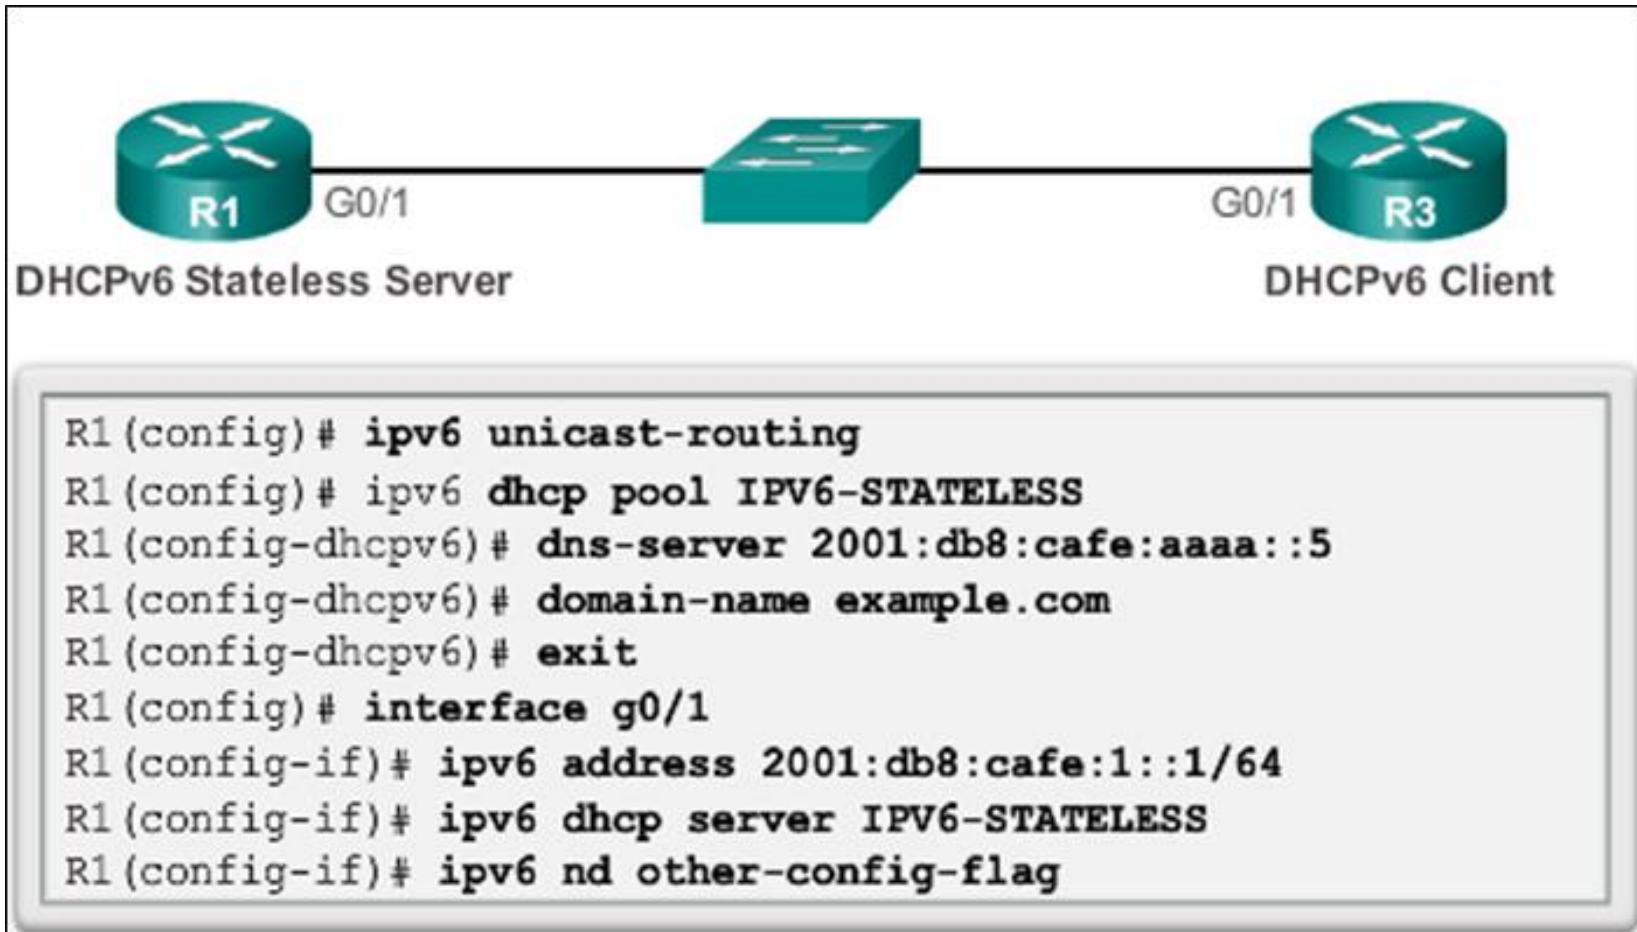 R1 G0/1 G0/1 R3
DHCPv6 Stateless Server DHCPv6 Client
R1(config)# ipv6 unicast-routing
R1(config)# ipv6 dhcp pool IPV6-STATELESS
R1(config-dhcpv6)# dns-server 2001:db8:cafe:aaaa::5
R1(config-dhcpv6)# domain-name example.com
R1(config-dhcpv6)# exit
R1(config)# interface g0/1
R1(config-if)# ipv6 address 2001:db8:cafe:1::1/64
R1(config-if)# ipv6 dhcp server IPV6-STATELESS
R1(config-if)# ipv6 nd other-config-flag